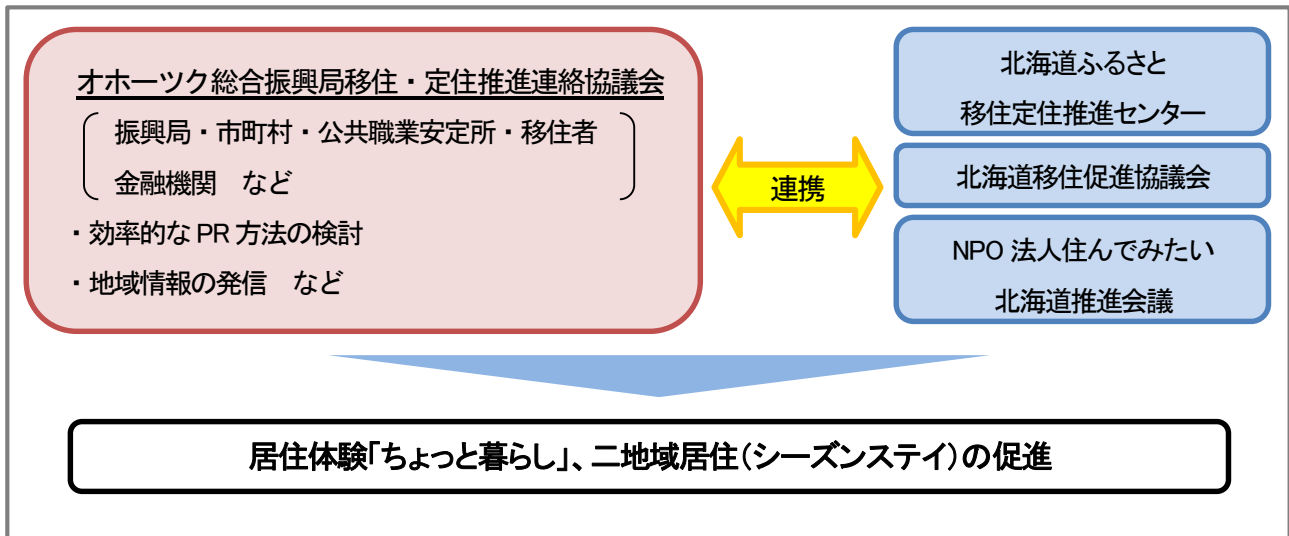 オホーツク総合振興局移住・定住推進連絡協議会
振興局・市町村・公共職業安定所・移住者
金融機関　など
・効率的な PR 方法の検討
・地域情報の発信　など
連携
北海道ふるさと
移住定住推進センター
北海道移住促進協議会
NPO 法人住んでみたい
北海道推進会議
居住体験「ちょっと暮らし」、二地域居住(シーズンステイ)の促進